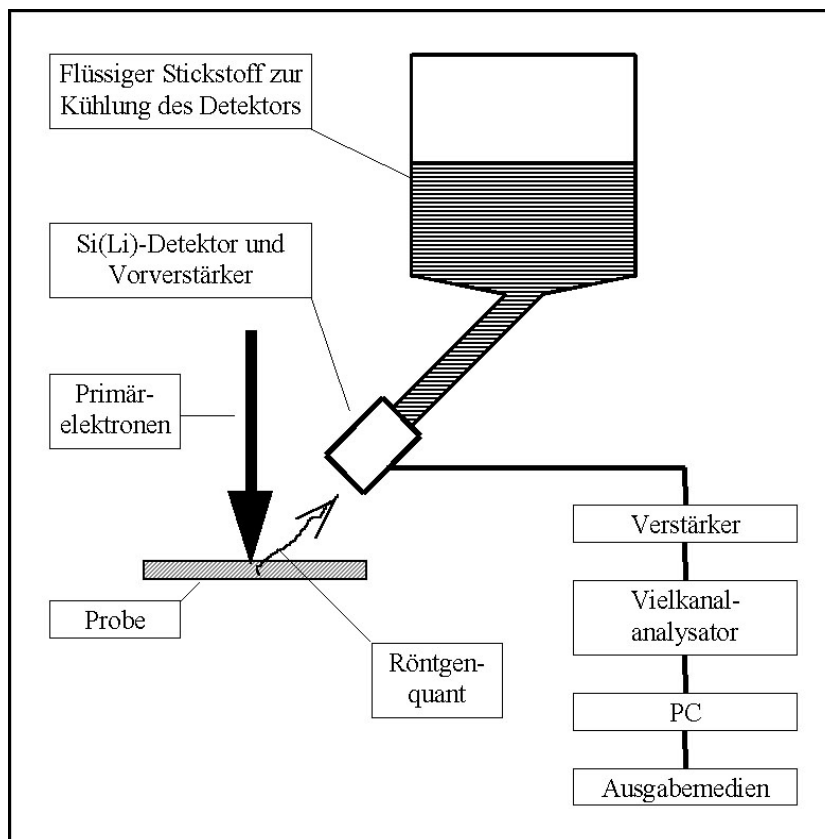 Flüssiger Stickstoff zur
Kühlung des Detektors
Si(Li)-Detektor und
Vorverstärker
Primär-
elektronen
Probe
Röntgen-
quant
Verstärker
Vielkanal-
analysator
PC
Ausgabemedien